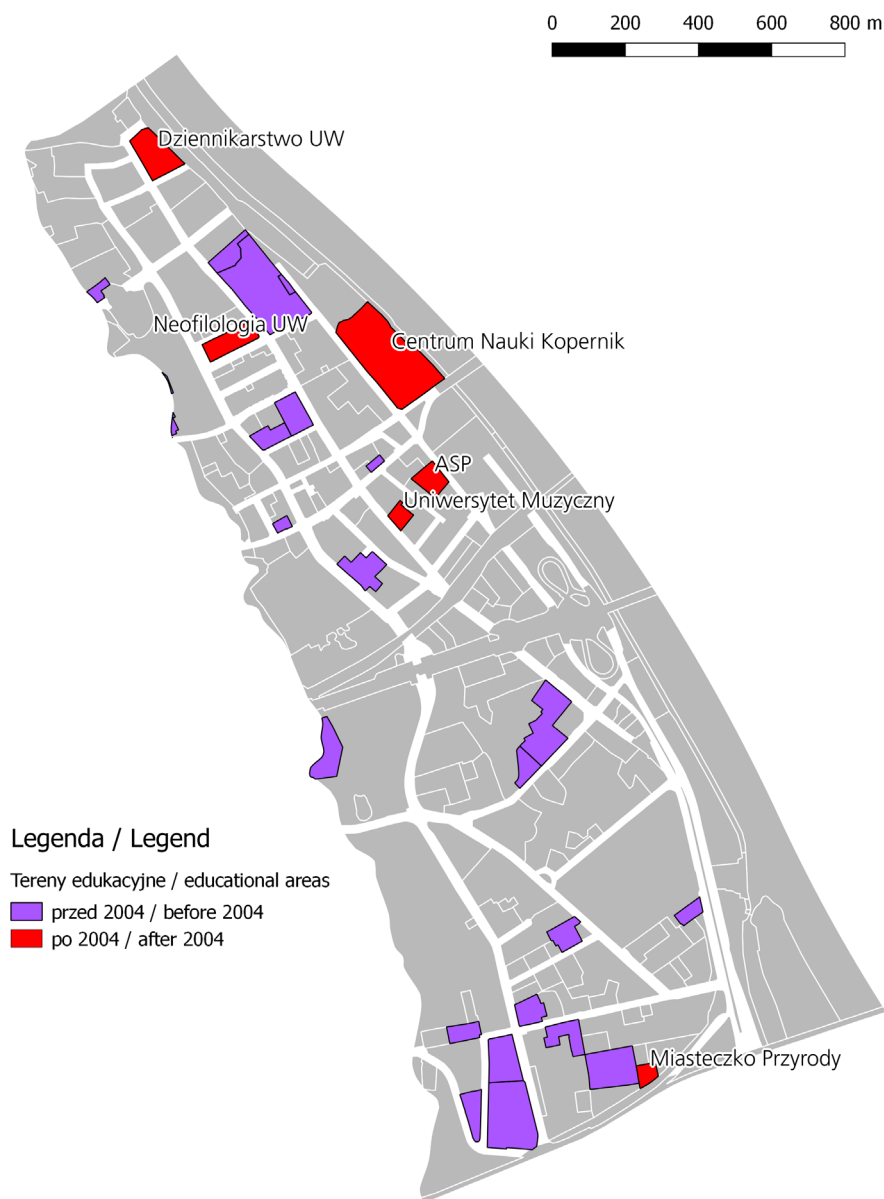 0 200 400 600 800 m
Dziennikarstwo UW
Neofilologia UW
Centrum Nauki Kopernik
ASP
Uniwersytet Muzyczny
Legenda / Legend
Tereny edukacyjne / educational areas
przed 2004 / before 2004
po 2004 / after 2004
Miasteczko Przyrody